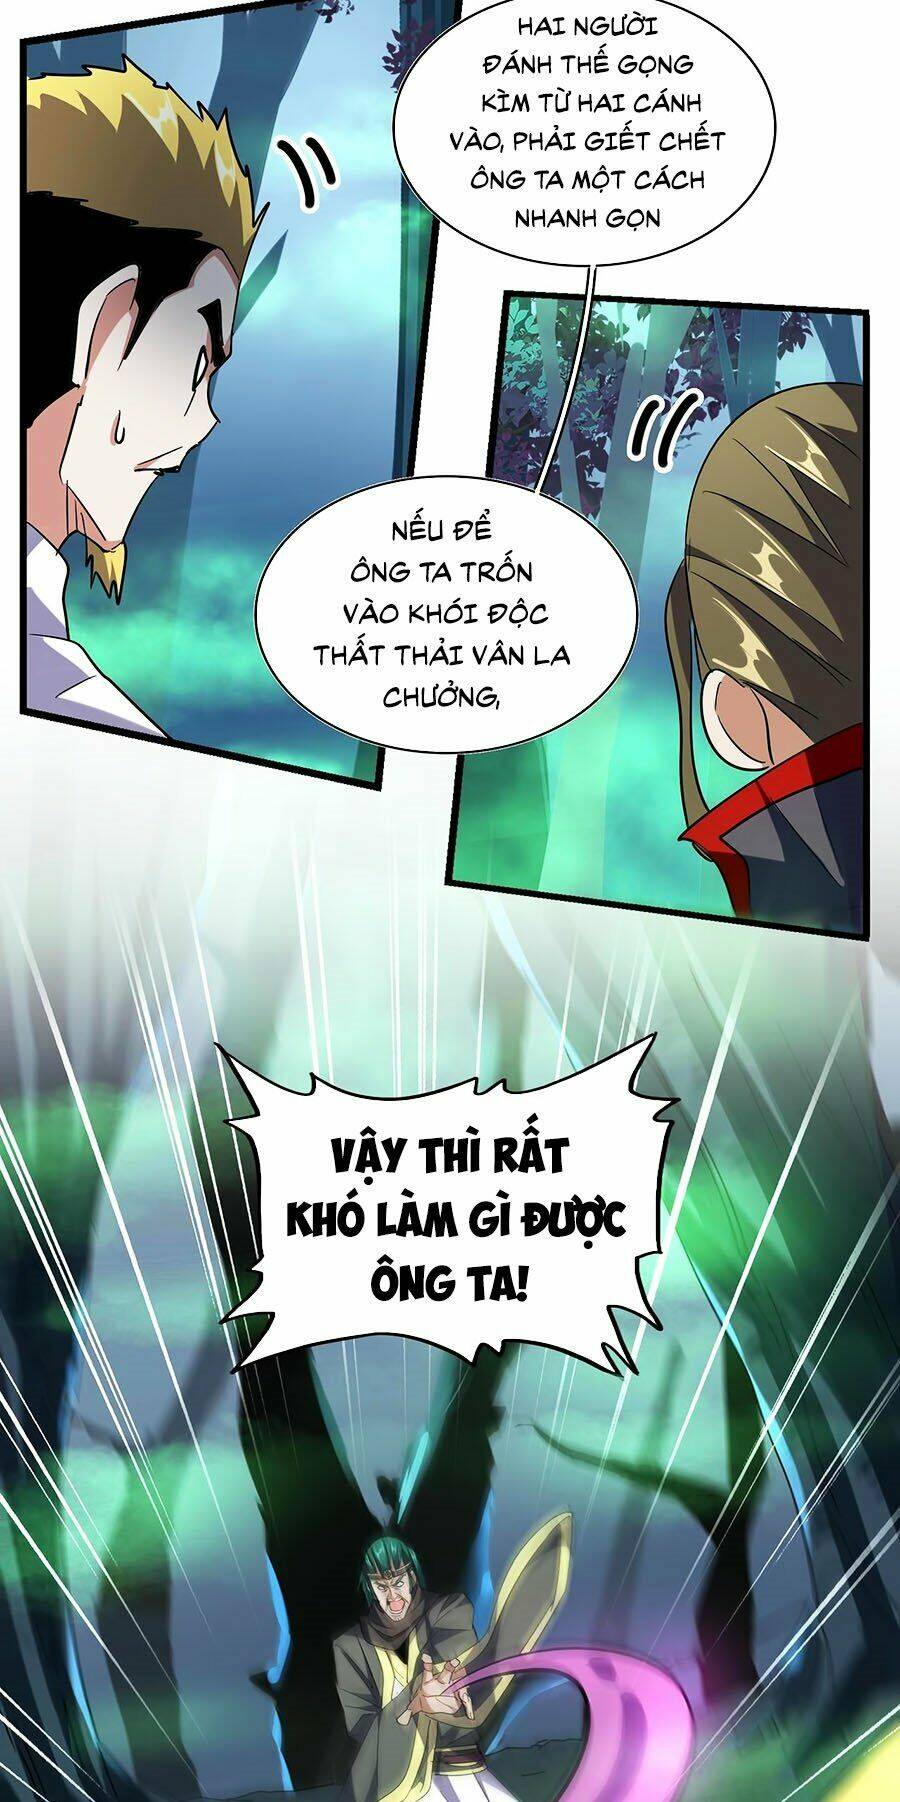 HAI NGƯỜI
ĐÁNH THẾ GỌNG
KÌM TỪ HAI CÁNH
VÀO, PHẢI GIẾT CHẾT
ÔNG TA MỘT CÁCH
NHANH GỌN
NẾU ĐỂ
ÔNG TA TRỐN
VÀO KHÓI ĐỘC
THẤT THẢI VÂN LA
CHƯỞNG,
VẬY THÌ RẤT
KHÓ LÀM GÌ ĐƯỢC
ÔNG TA!